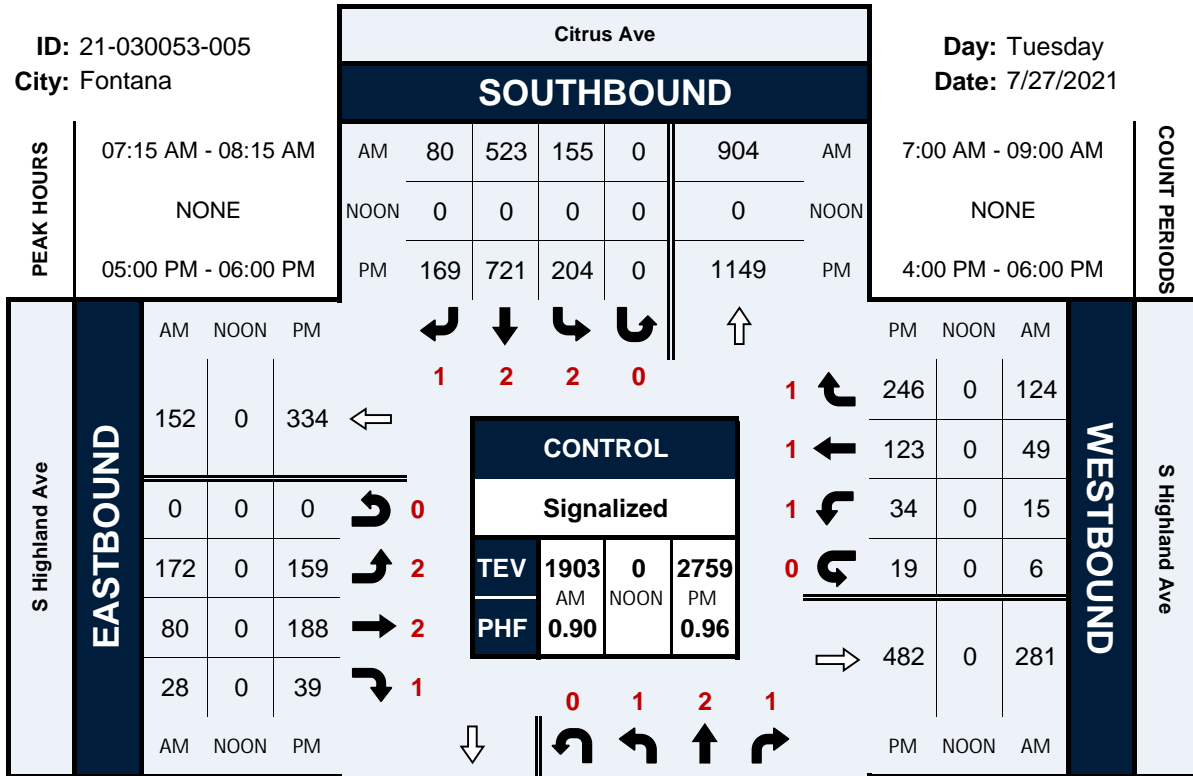 ID: 21-030053-005
City: Fontana
Citrus Ave
SOUTHBOUND
Day: Tuesday
Date: 7/27/2021
PEAK HOURS
07:15 AM - 08:15 AM
NONE
05:00 PM - 06:00 PM
AM 80 523 155 0 904 AM
NOON 0 0 0 0 0 NOON
PM 169 721 204 0 1149 PM
7:00 AM - 09:00 AM
NONE
4:00 PM - 06:00 PM
COUNT PERIODS
1 2 2 0
S Highland Ave
EASTBOUND
AM NOON PM
152 0 334
0 0 0 0
172 0 159 2
80 0 188 2
28 0 39 1
AM NOON PM
CONTROL
Signalized
TEV 1903 0 2759
AM NOON PM
PHF 0.90 0.96
PM NOON AM
1 246 0 124
1 123 0 49
1 34 0 15
0 19 0 6
482 0 281
PM NOON AM
WESTBOUND
S Highland Ave
0 1 2 1